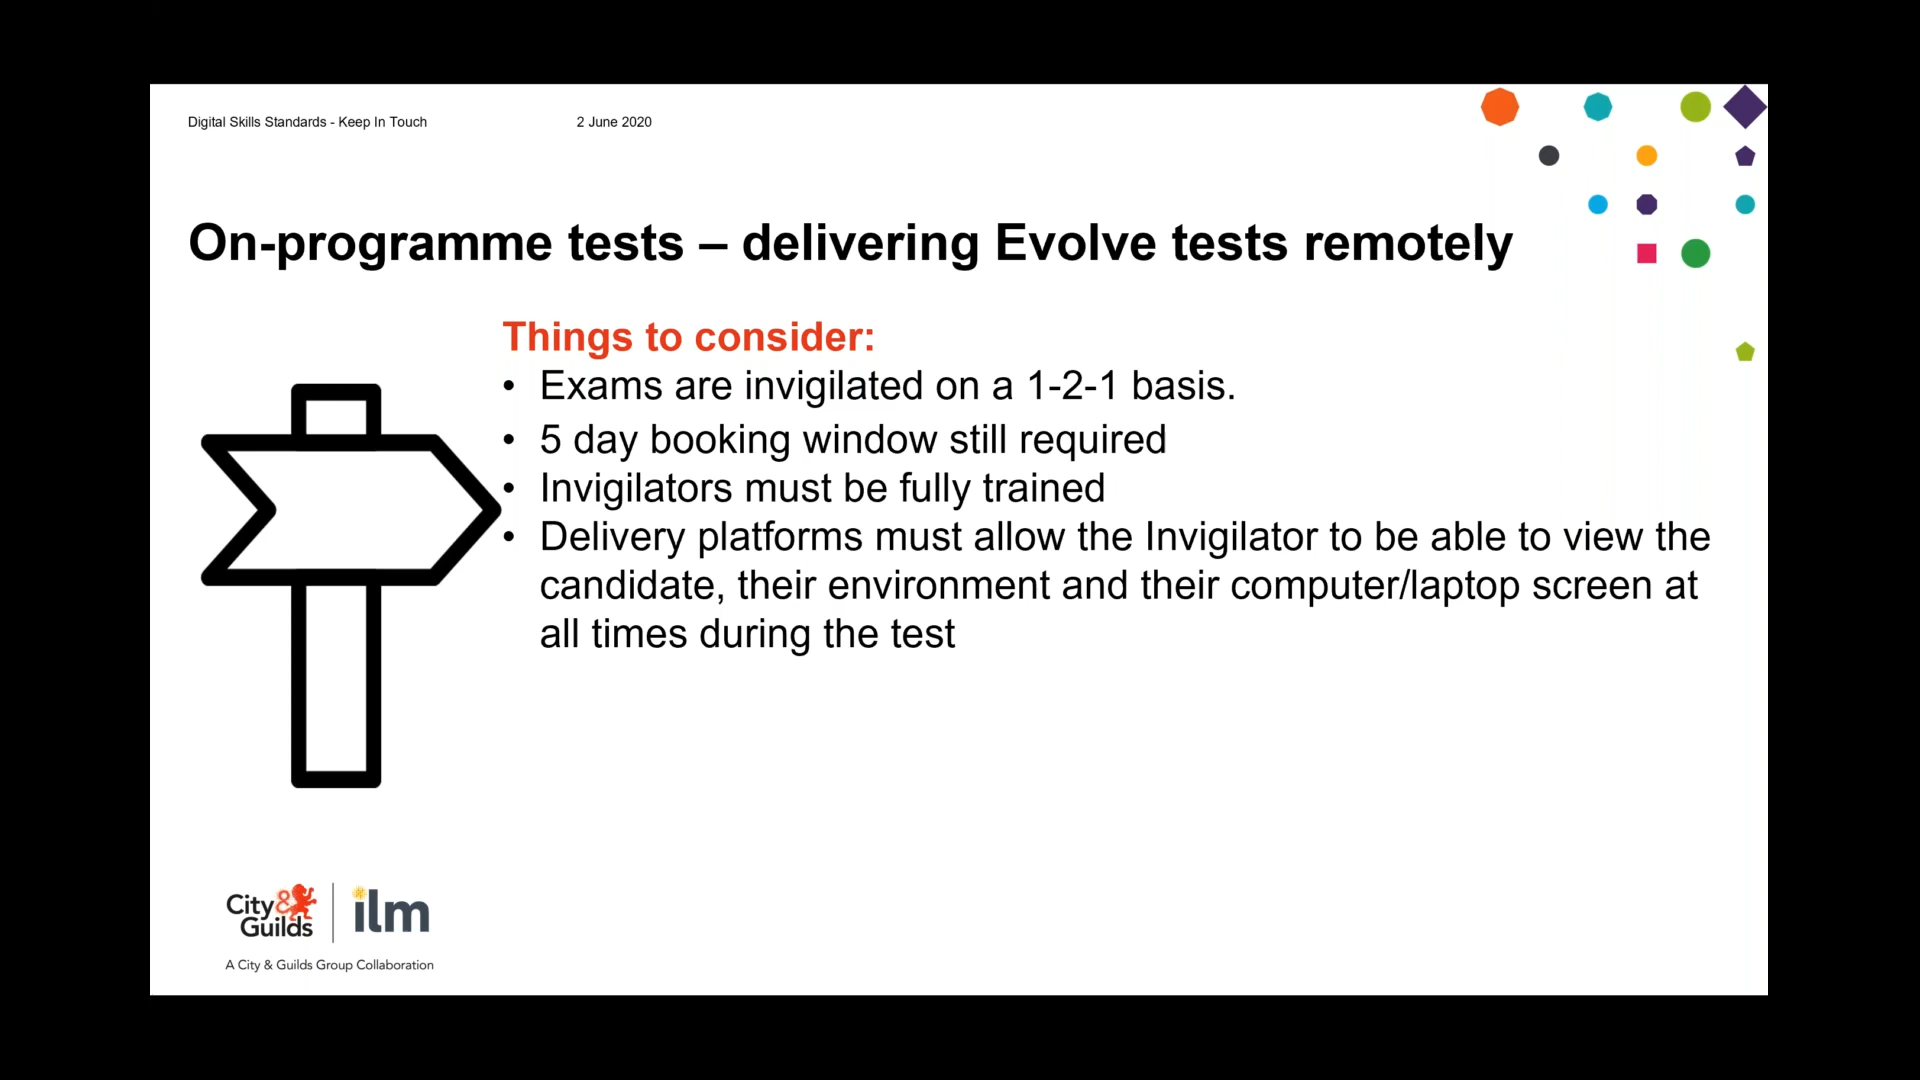 Digital Skills Standards - Keep In Touch 2 June 2020
On-programme tests – delivering Evolve tests remotely
Things to consider:
• Exams are invigilated on a 1-2-1 basis.
• 5 day booking window still required
• Invigilators must be fully trained
• Delivery platforms must allow the Invigilator to be able to view the
candidate, their environment and their computer/laptop screen at
all times during the test
City &
Guilds
ilm
A City & Guilds Group Collaboration